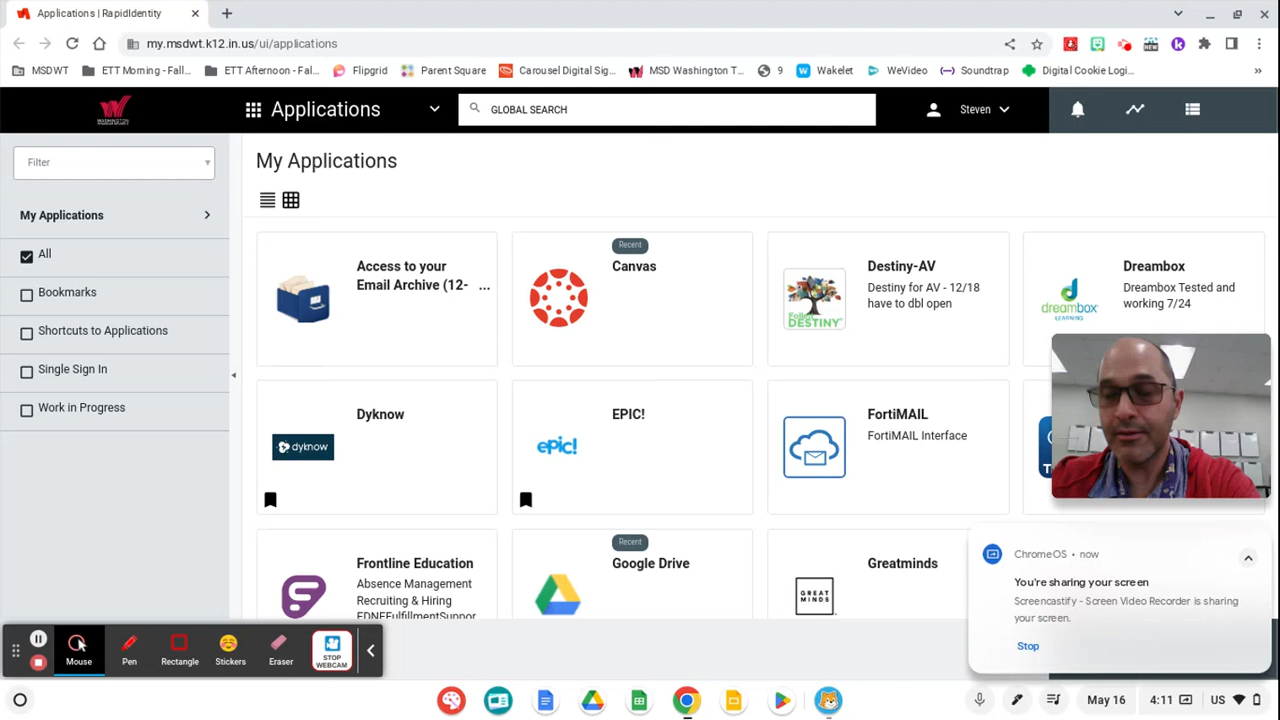 Applications | RapidIdentity
my.msdwt.k12.in.us/ui/applications
MSDWT ETT Morning - Fall... ETT Afternoon - Fal... Flipgrid Parent Square Carousel Digital Sig... MSD Washington T... 9 Wakelet WeVideo Soundtrap Digital Cookie Logi...
Applications GLOBAL SEARCH Steven
Filter
My Applications
All
Bookmarks
Shortcuts to Applications
Single Sign In
Work in Progress
My Applications
Access to your
Email Archive (12- ...
Recent
Canvas
Destiny-AV
Destiny for AV - 12/18
have to dbl open
Follett
DESTINY
Dreambox
Dreambox Tested and
working 7/24
dreambox
LEARNING
Dyknow
dyknow
EPIC!
epic!
FortiMAIL
FortiMAIL Interface
Frontline Education
Absence Management
Recruiting & Hiring
EDNEFulfillmentSuppor
Recent
Google Drive
Greatminds
GREAT
MINDS
ChromeOS • now
You're sharing your screen
Screencastify - Screen Video Recorder is sharing
your screen.
Stop
Mouse Pen Rectangle Stickers Eraser STOP
WEBCAM
May 16 4:11 US